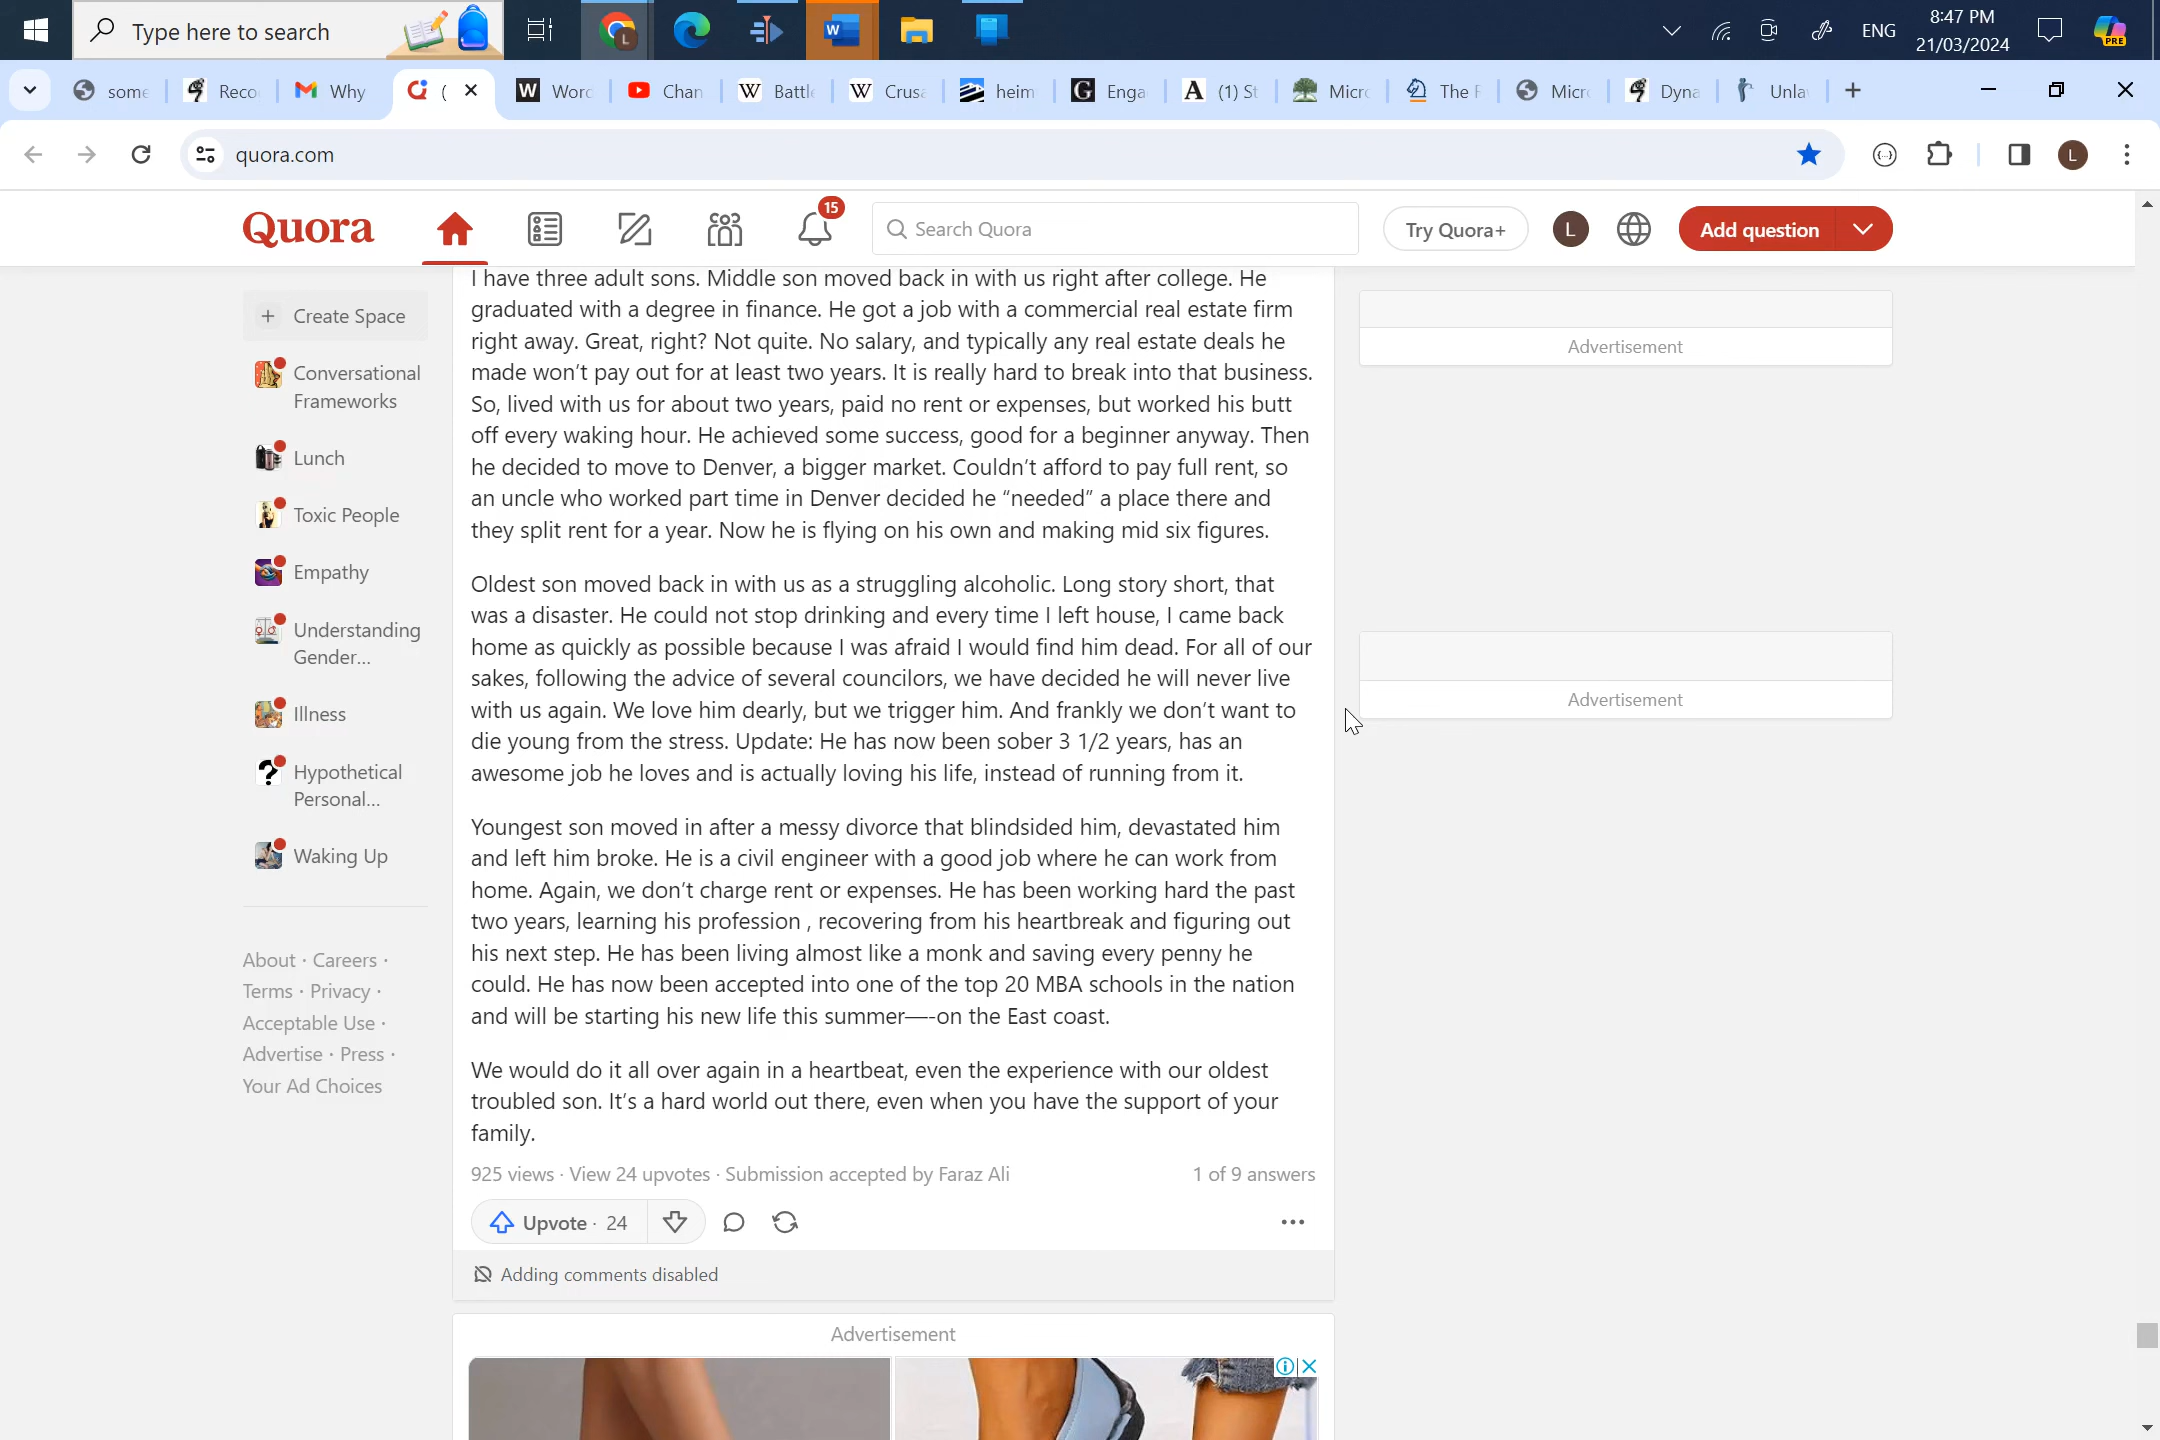 Type here to search
ENG
8:47 PM
21/03/2024
PRE
some
Reco
Why
(
Word
Chan
Battle
Crusa
heim
Enga
(1) St
Micro
The F
Micro
Dyna
Unla
quora.com
L
Quora
15
Search Quora
Try Quora+
L
Add question
Create Space
Conversational
Frameworks
Lunch
Toxic People
Empathy
Understanding
Gender...
Illness
Hypothetical
Personal...
Waking Up
About · Careers ·
Terms · Privacy ·
Acceptable Use ·
Advertise · Press ·
Your Ad Choices
I have three adult sons. Middle son moved back in with us right after college. He
graduated with a degree in finance. He got a job with a commercial real estate firm
right away. Great, right? Not quite. No salary, and typically any real estate deals he
made won't pay out for at least two years. It is really hard to break into that business.
So, lived with us for about two years, paid no rent or expenses, but worked his butt
off every waking hour. He achieved some success, good for a beginner anyway. Then
he decided to move to Denver, a bigger market. Couldn't afford to pay full rent, so
an uncle who worked part time in Denver decided he “needed” a place there and
they split rent for a year. Now he is flying on his own and making mid six figures.
Oldest son moved back in with us as a struggling alcoholic. Long story short, that
was a disaster. He could not stop drinking and every time I left house, I came back
home as quickly as possible because I was afraid I would find him dead. For all of our
sakes, following the advice of several councilors, we have decided he will never live
with us again. We love him dearly, but we trigger him. And frankly we don't want to
die young from the stress. Update: He has now been sober 3 1/2 years, has an
awesome job he loves and is actually loving his life, instead of running from it.
Youngest son moved in after a messy divorce that blindsided him, devastated him
and left him broke. He is a civil engineer with a good job where he can work from
home. Again, we don't charge rent or expenses. He has been working hard the past
two years, learning his profession , recovering from his heartbreak and figuring out
his next step. He has been living almost like a monk and saving every penny he
could. He has now been accepted into one of the top 20 MBA schools in the nation
and will be starting his new life this summer—-on the East coast.
We would do it all over again in a heartbeat, even the experience with our oldest
troubled son. It's a hard world out there, even when you have the support of your
family.
925 views · View 24 upvotes · Submission accepted by Faraz Ali
1 of 9 answers
Upvote · 24
Adding comments disabled
Advertisement
Advertisement
Advertisement